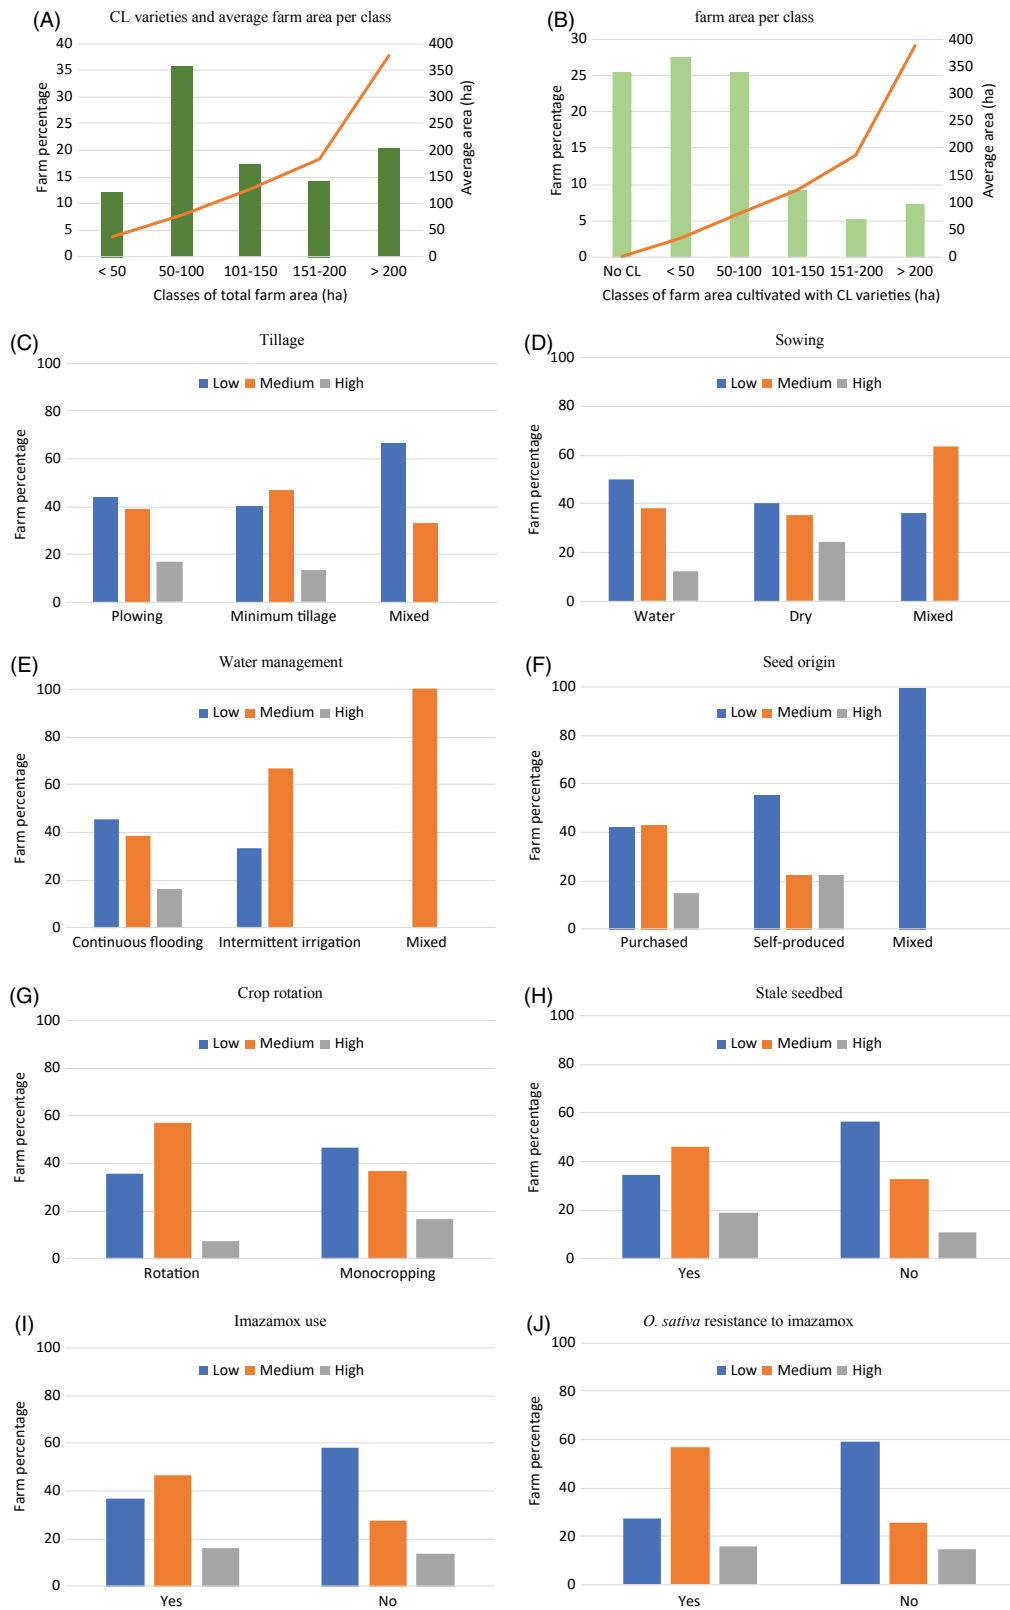 (A)
CL varieties and average farm area per class
40
35
30
25
20
15
10
5
0
Farm percentage
400
350
300
250
200
150
100
50
0
Average area (ha)
< 50 50-100 101-150 151-200 > 200
Classes of total farm area (ha)
(B)
farm area per class
30
25
20
15
10
5
0
Farm percentage
400
350
300
250
200
150
100
50
0
Average area (ha)
No CL < 50 50-100 101-150 151-200 > 200
Classes of farm area cultivated with CL varieties (ha)
(C)
Tillage
Low Medium High
100
80
60
40
20
0
Farm percentage
Plowing Minimum tillage Mixed
(D)
Sowing
Low Medium High
100
80
60
40
20
0
Farm percentage
Water Dry Mixed
(E)
Water management
Low Medium High
100
80
60
40
20
0
Farm percentage
Continuous flooding Intermittent irrigation Mixed
(F)
Seed origin
Low Medium High
100
80
60
40
20
0
Farm percentage
Purchased Self-produced Mixed
(G)
Crop rotation
Low Medium High
100
80
60
40
20
0
Farm percentage
Rotation Monocropping
(H)
Stale seedbed
Low Medium High
100
80
60
40
20
0
Farm percentage
Yes No
(I)
Imazamox use
Low Medium High
100
80
60
40
20
0
Farm percentage
Yes No
(J)
O. sativa resistance to imazamox
Low Medium High
100
80
60
40
20
0
Farm percentage
Yes No